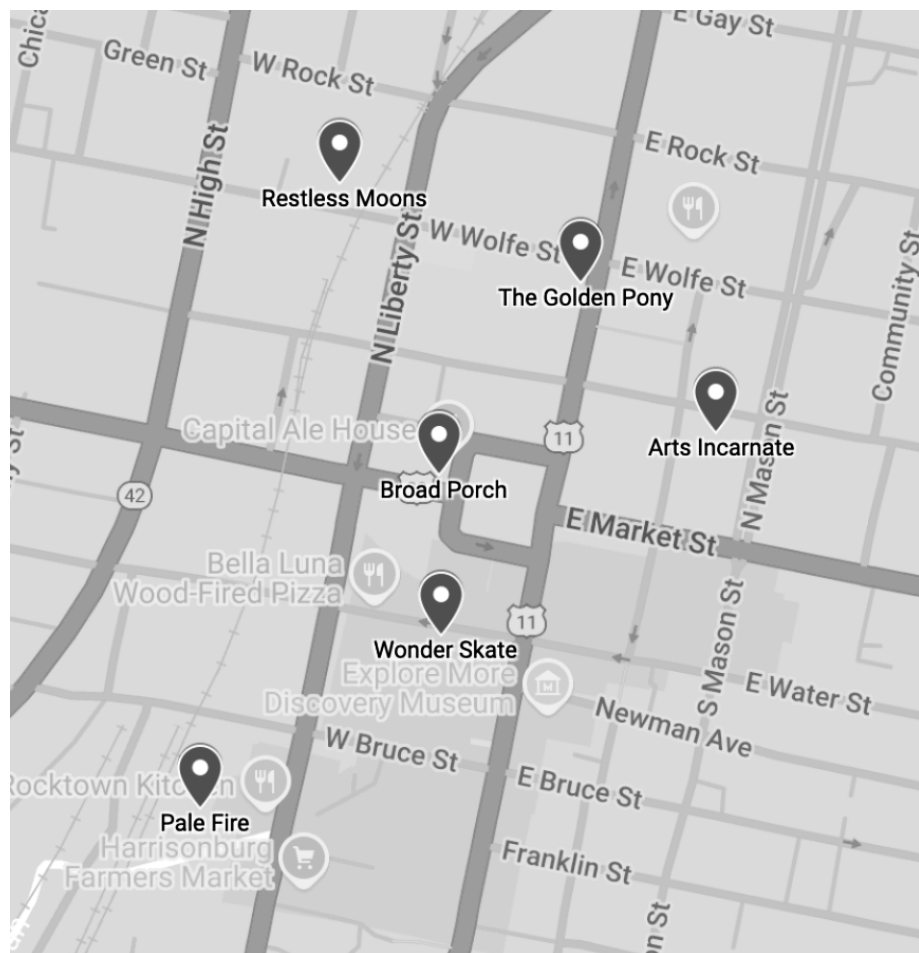 Chica
Green St
W Rock St
E Gay St
E Rock St
N High St
Restless Moons
N Liberty St
W Wolfe St
The Golden Pony
E Wolfe St
Community St
Capital Ale House
11
Arts Incarnate
N Mason St
Broad Porch
42
E Market St
Bella Luna
Wood-Fired Pizza
11
Wonder Skate
S Mason St
Explore More
Discovery Museum
E Water St
Newman Ave
W Bruce St
E Bruce St
Rocktown Kitchen
Pale Fire
Harrisonburg
Farmers Market
Franklin St
on St